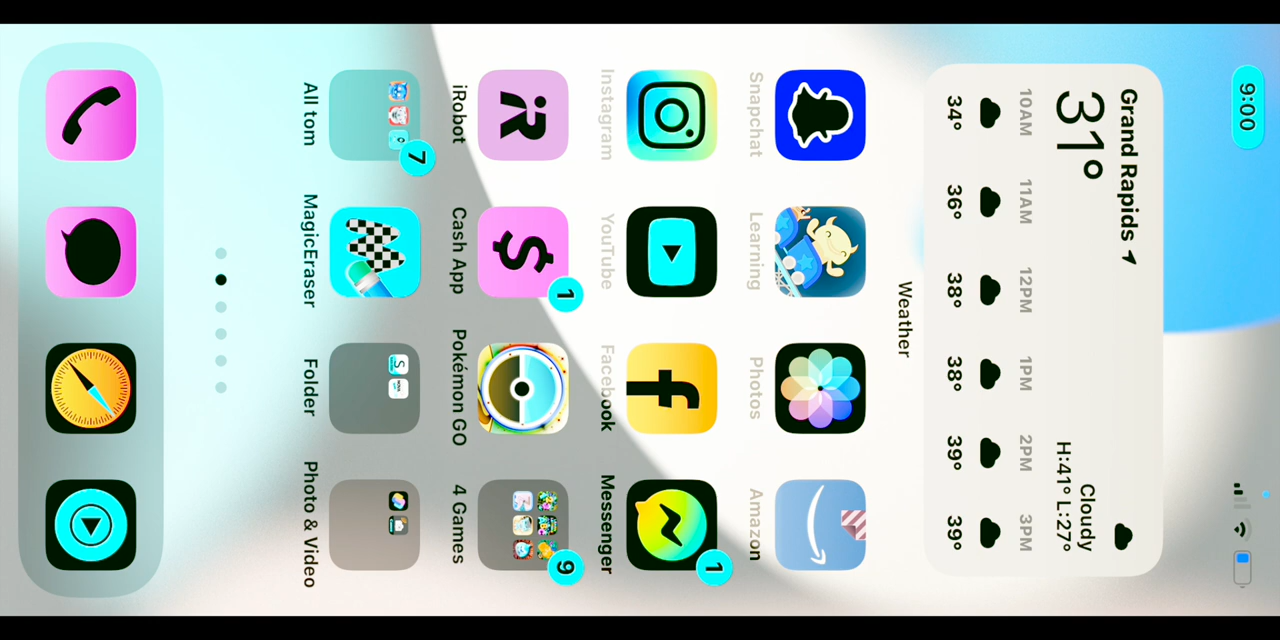 9:00
Grand Rapids
31°
Cloudy
H:41° L:27°
10AM 11AM 12PM 1PM 2PM 3PM
34° 36° 38° 38° 39° 39°
Weather
Snapchat Learning Photos Amazon
Instagram YouTube Facebook Messenger
1
iR $
1 9
iRobot Cash App Pokémon GO 4 Games
7
All tom MagicEraser Folder Photo & Video